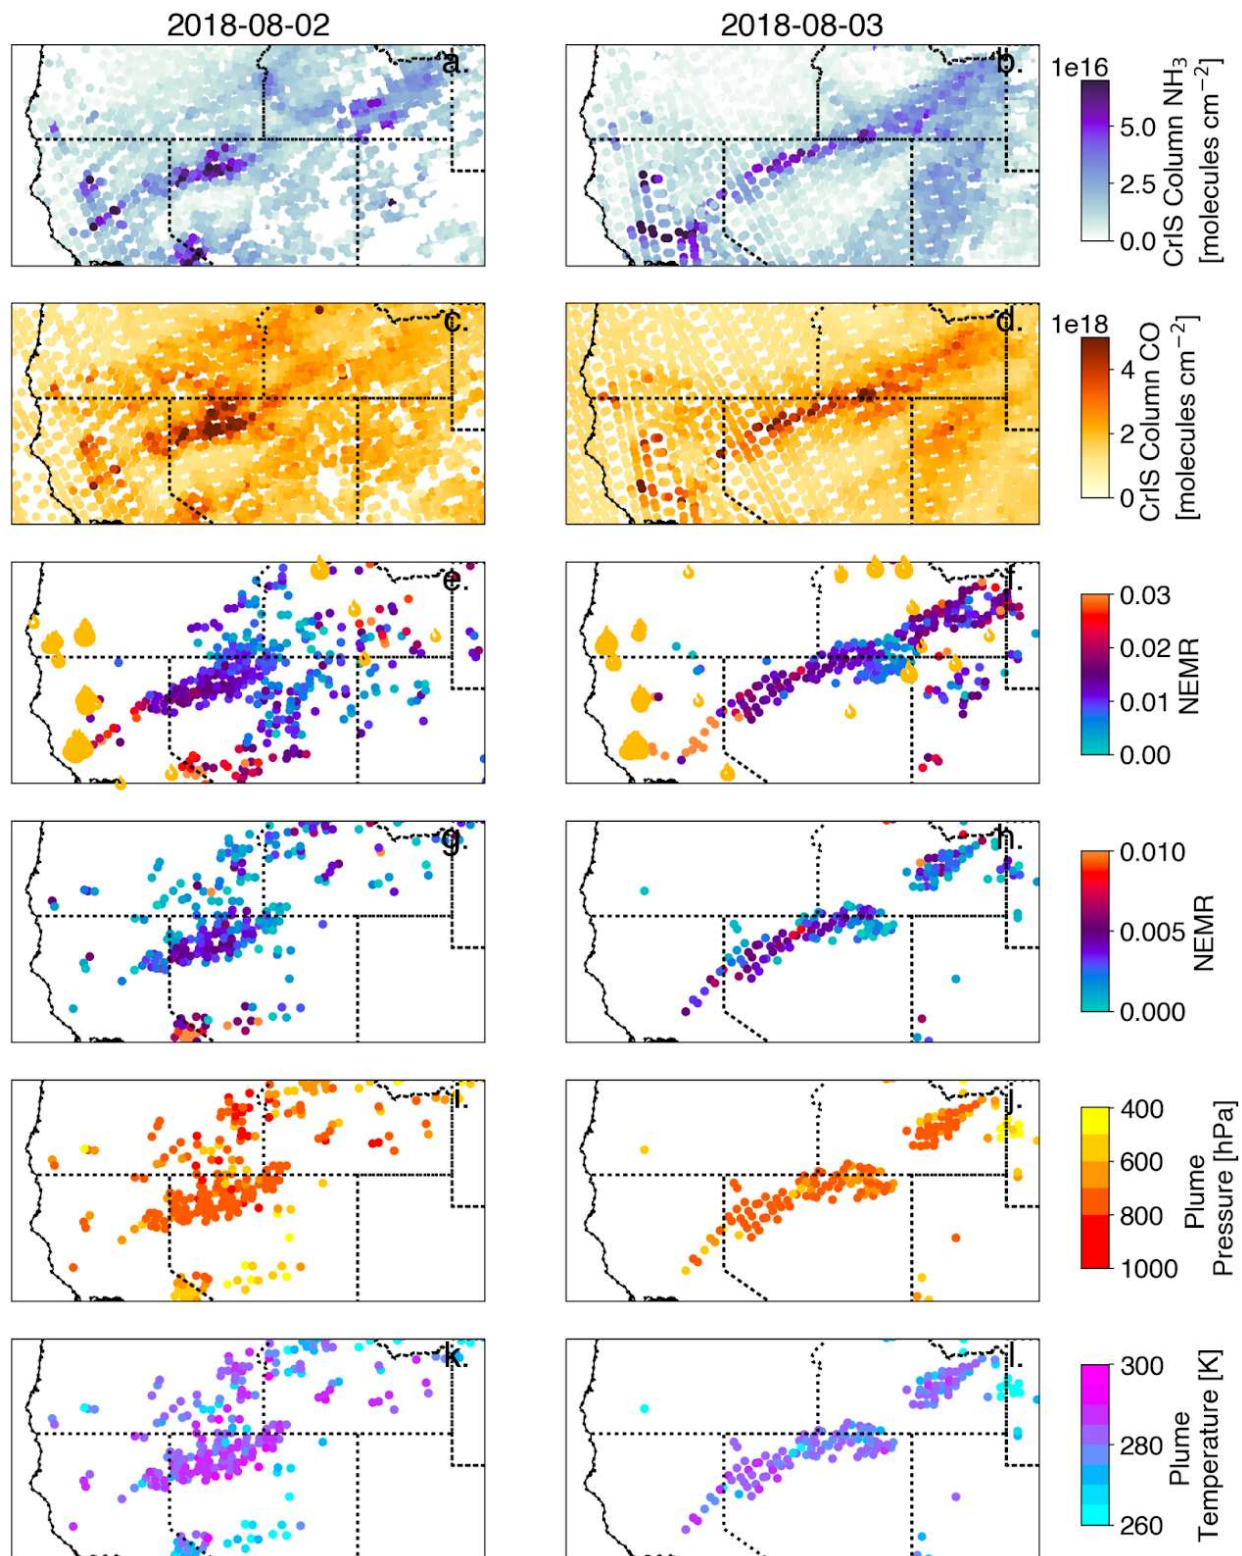 2018-08-02
2018-08-03
a.
b.
1e16
5.0
2.5
0.0
CrIS Column NH3
[molecules cm−2]
c.
d.
1e18
4
2
0
CrIS Column CO
[molecules cm−2]
e.
f.
0.03
0.02
0.01
0.00
NEMR
g.
h.
0.010
0.005
0.000
NEMR
i.
j.
400
600
800
1000
Plume
Pressure [hPa]
k.
l.
300
280
260
Plume
Temperature [K]